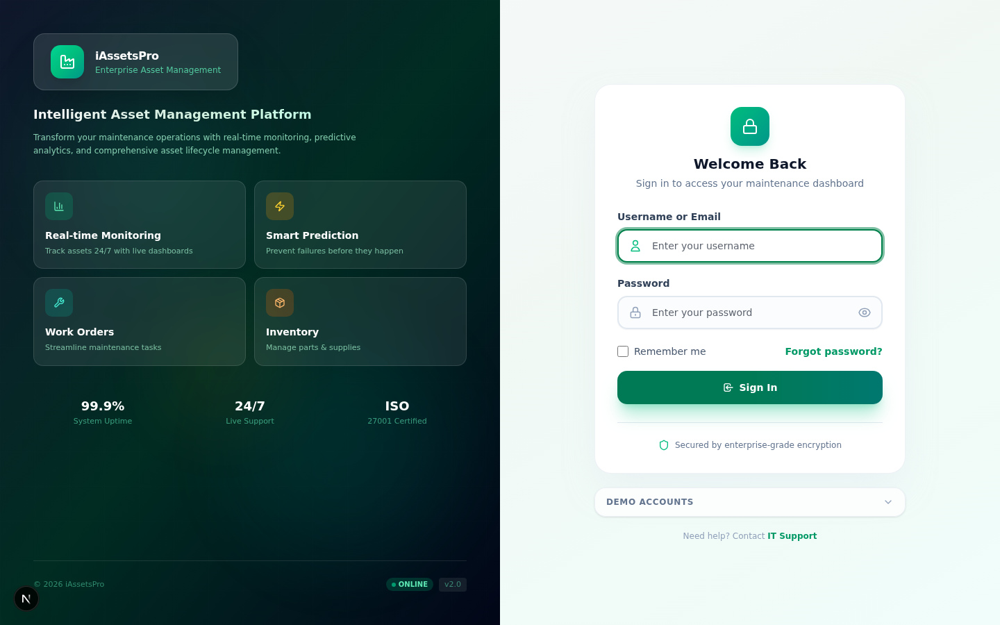 iAssetsPro
Enterprise Asset Management
Intelligent Asset Management Platform
Transform your maintenance operations with real-time monitoring, predictive
analytics, and comprehensive asset lifecycle management.
Real-time Monitoring
Track assets 24/7 with live dashboards
Smart Prediction
Prevent failures before they happen
Work Orders
Streamline maintenance tasks
Inventory
Manage parts & supplies
99.9%
System Uptime
24/7
Live Support
ISO
27001 Certified
© 2026 iAssetsPro
ONLINE
v2.0
N
Welcome Back
Sign in to access your maintenance dashboard
Username or Email
Enter your username
Password
Enter your password
Remember me
Forgot password?
Sign In
Secured by enterprise-grade encryption
DEMO ACCOUNTS
Need help? Contact IT Support